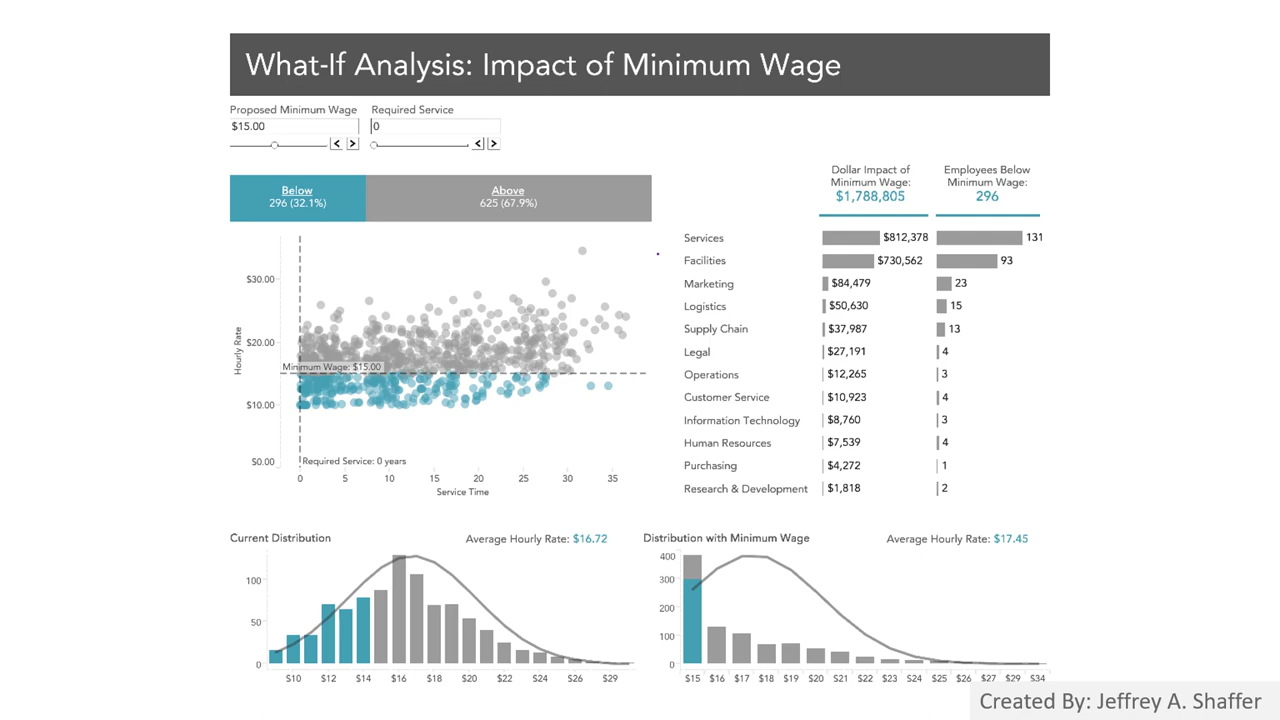 What-If Analysis: Impact of Minimum Wage
Proposed Minimum Wage
Required Service
$15.00
0
< >
< >
Below
296 (32.1%)
Above
625 (67.9%)
Dollar Impact of
Minimum Wage:
$1,788,805
Employees Below
Minimum Wage:
296
Services $812,378 131
Facilities $730,562 93
Marketing $84,479 23
Logistics $50,630 15
Supply Chain $37,987 13
Legal $27,191 4
Operations $12,265 3
Customer Service $10,923 4
Information Technology $8,760 3
Human Resources $7,539 4
Purchasing $4,272 1
Research & Development $1,818 2
Hourly Rate
$30.00
$20.00
Minimum Wage: $15.00
$10.00
$0.00
Required Service: 0 years
0 5 10 15 20 25 30 35
Service Time
Current Distribution
Average Hourly Rate: $16.72
100
50
0
$10 $12 $14 $16 $18 $20 $22 $24 $26 $29
Distribution with Minimum Wage
Average Hourly Rate: $17.45
400
300
200
100
0
$15 $16 $17 $18 $19 $20 $21 $22 $23 $24 $25 $26 $27 $29 $34
Created By: Jeffrey A. Shaffer